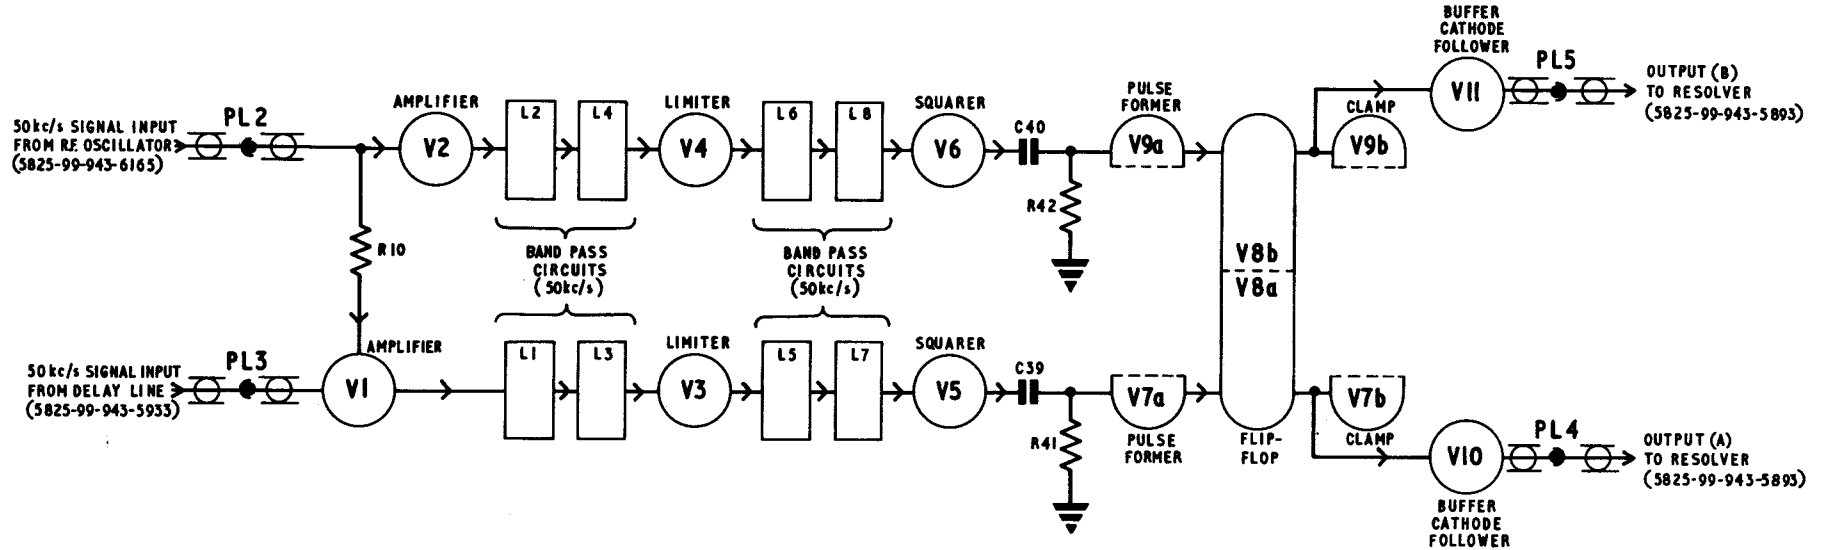 50kc/s SIGNAL INPUT
FROM R.F. OSCILLATOR
(5825-99-943-6165)
PL2
AMPLIFIER
V2
L2
L4
LIMITER
V4
L6
L8
SQUARER
V6
C40
R42
PULSE
FORMER
V9a
V8b
V8a
FLIP-
FLOP
CLAMP
V9b
BUFFER
CATHODE
FOLLOWER
V11
PL5
OUTPUT (B)
TO RESOLVER
(5825-99-943-5893)
R10
BAND PASS
CIRCUITS
(50kc/s)
BAND PASS
CIRCUITS
(50kc/s)
50kc/s SIGNAL INPUT
FROM DELAY LINE
(5825-99-943-5933)
PL3
AMPLIFIER
V1
L1
L3
LIMITER
V3
L5
L7
SQUARER
V5
C39
R41
V7a
PULSE
FORMER
V7b
CLAMP
V10
BUFFER
CATHODE
FOLLOWER
PL4
OUTPUT (A)
TO RESOLVER
(5825-99-943-5893)